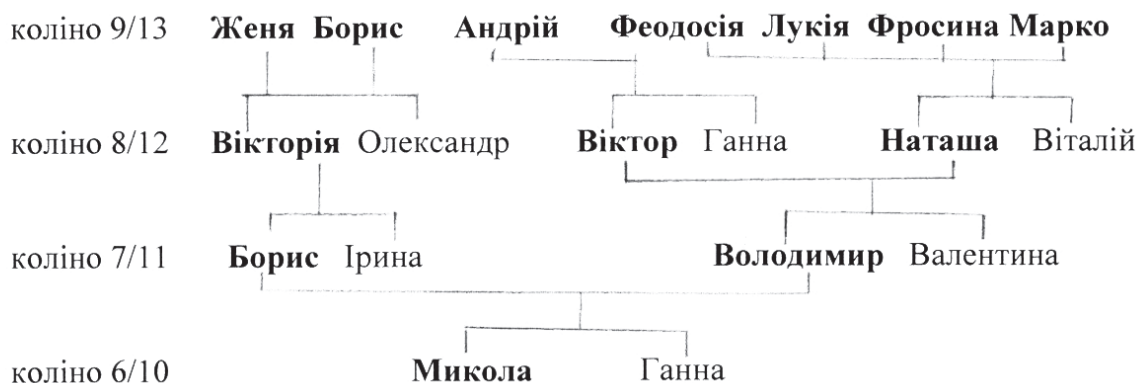 коліно 9/13 Женя Борис Андрій Феодосія Лукія Фросина Марко
коліно 8/12 Вікторія Олександр Віктор Ганна Наташа Віталій
коліно 7/11 Борис Ірина Володимир Валентина
коліно 6/10 Микола Ганна